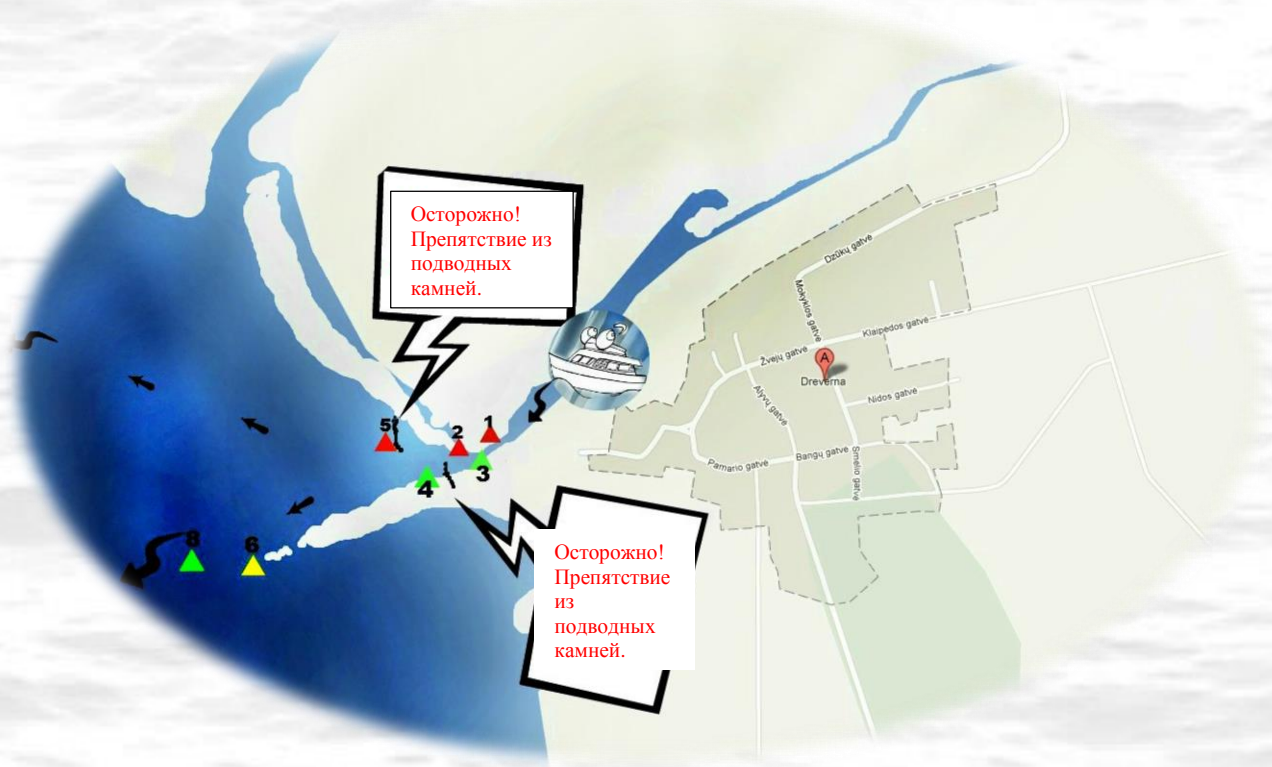 Осторожно!
Препятствие из
подводных
камней.
Dzūkų gatvė
Mokyklos gatvė
Klaipėdos gatvė
Žvejų gatvė
A
Dreverna
Alyvų gatvė
Nidos gatvė
Pamario gatvė
Bangų gatvė
Smėlio gatvė
5
2
1
3
4
8
6
Осторожно!
Препятствие
из
подводных
камней.